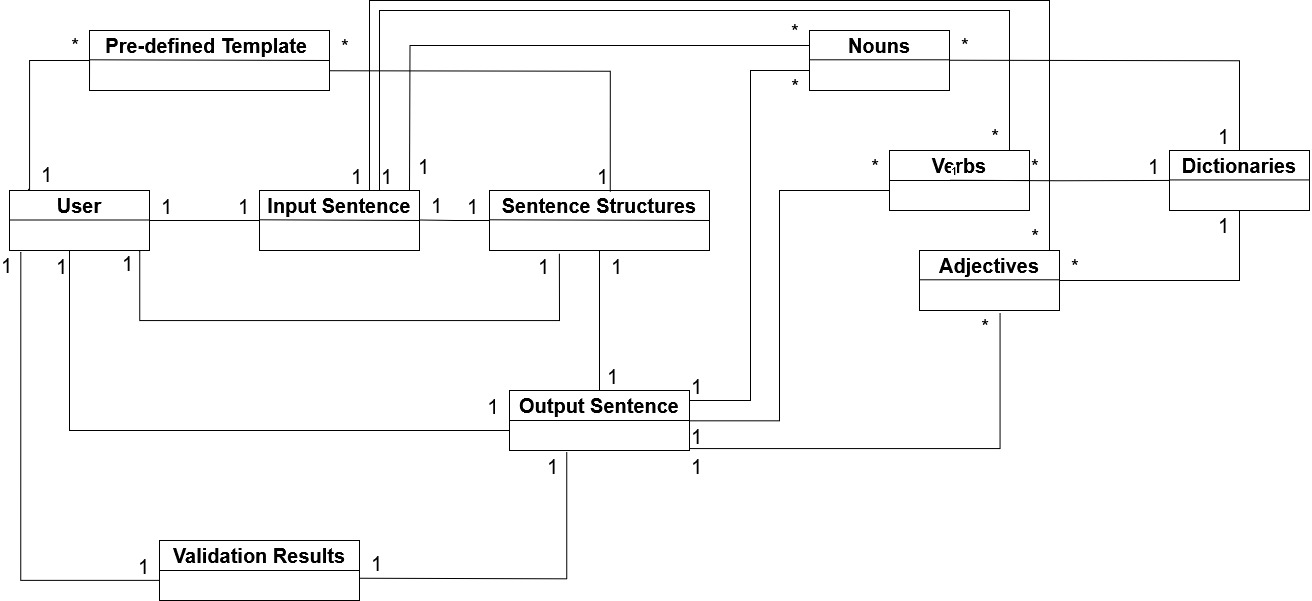 * Pre-defined Template *
* Nouns *
*
* Verbs *
1
*
1 Dictionaries
1
1
User 1
1 Input Sentence 1
1 1 1
1 Sentence Structures
1
* Adjectives *
*
1 1 1
1 1
1
1 Output Sentence 1
1
1
1
1 Validation Results 1